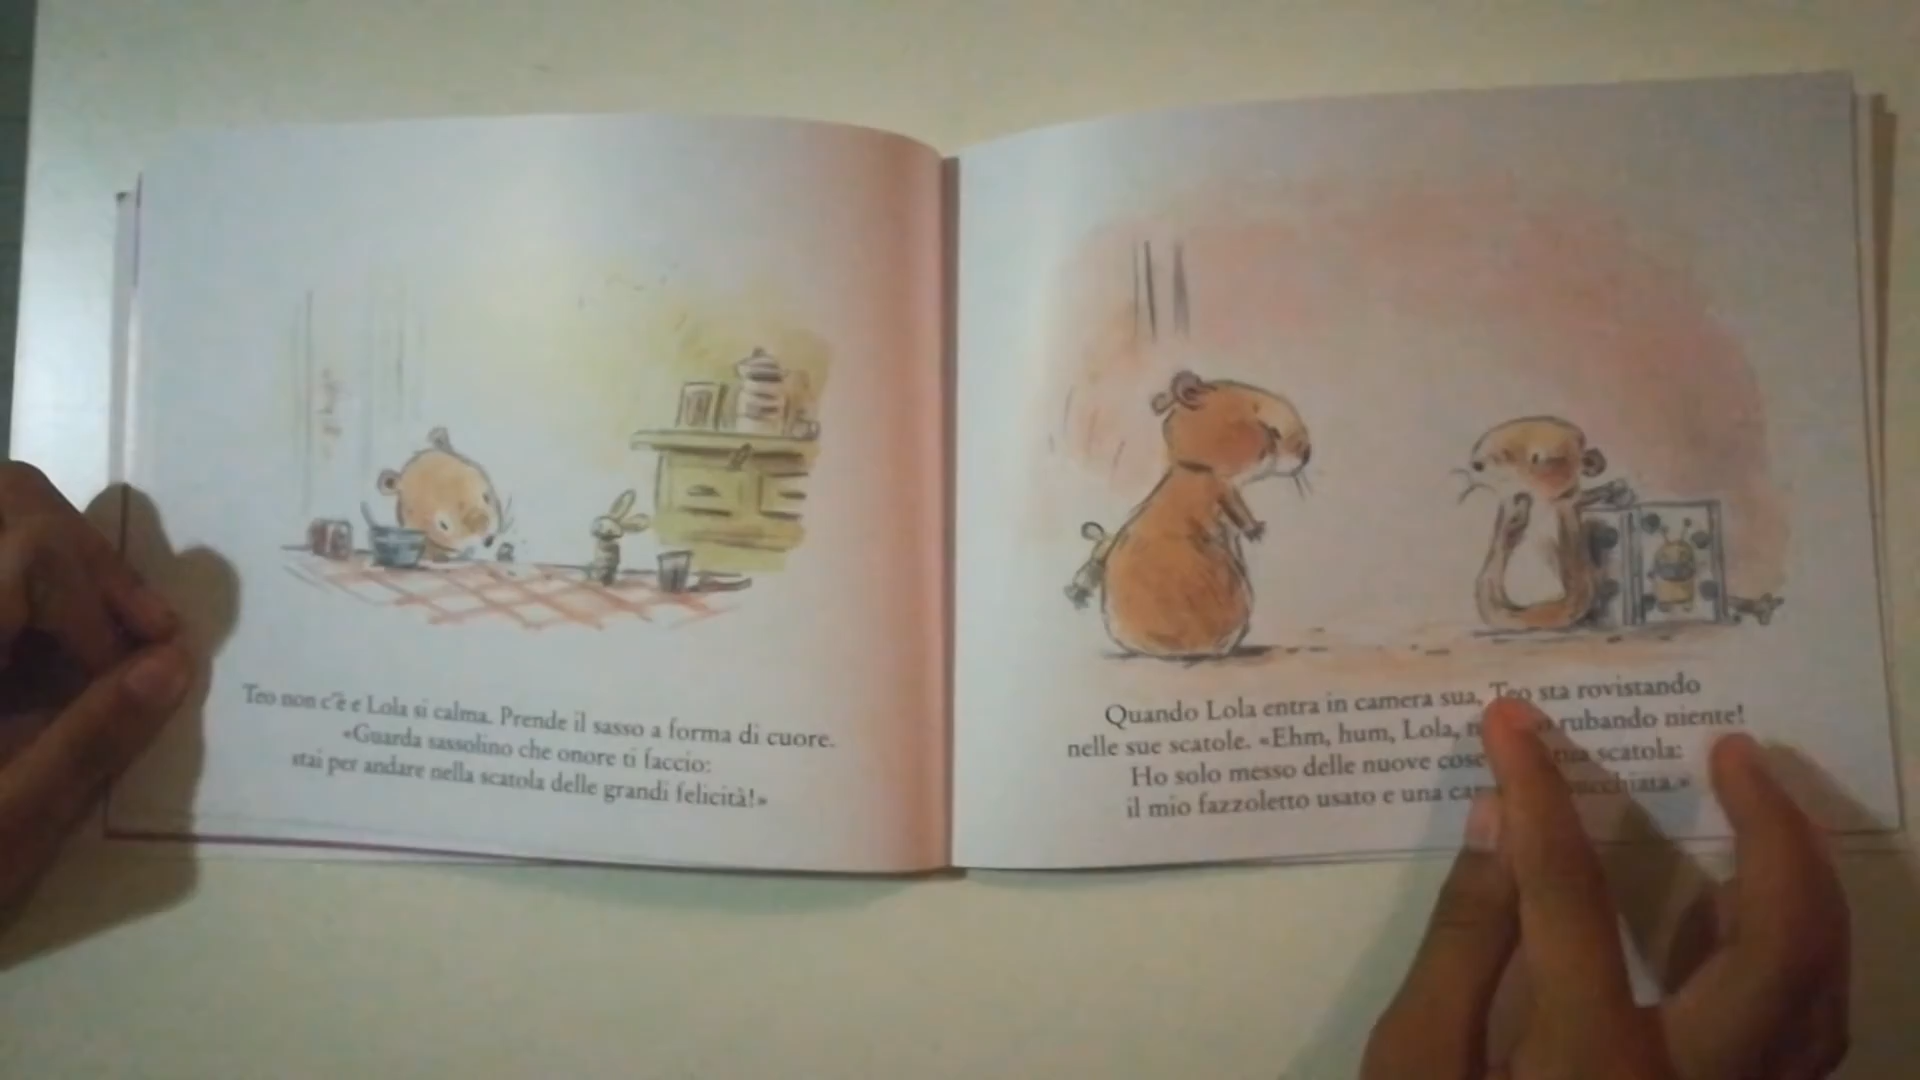 Teo non c'è e Lola si calma. Prende il sasso a forma di cuore.
«Guarda sassolino che onore ti faccio:
stai per andare nella scatola delle grandi felicità!»
Quando Lola entra in camera sua, Teo sta rovistando
nelle sue scatole. «Ehm, hum, Lola, rubando niente!
Ho solo messo delle nuove cose scatola:
il mio fazzoletto usato e una